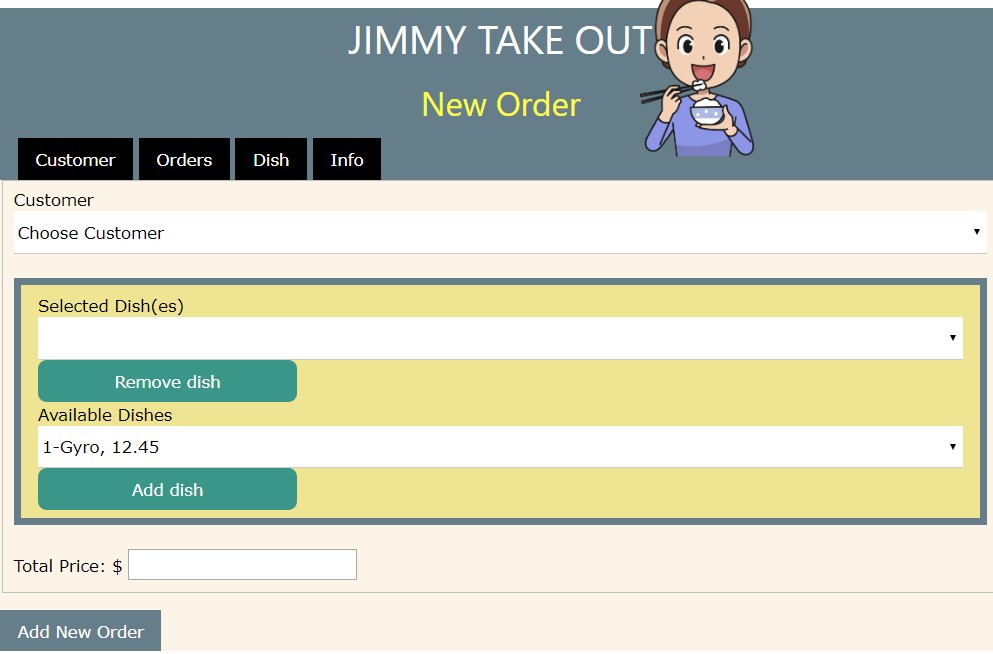 JIMMY TAKE OUT
New Order
Customer Orders Dish Info
Customer
Choose Customer
Selected Dish(es)
Remove dish
Available Dishes
1-Gyro, 12.45
Add dish
Total Price: $
Add New Order